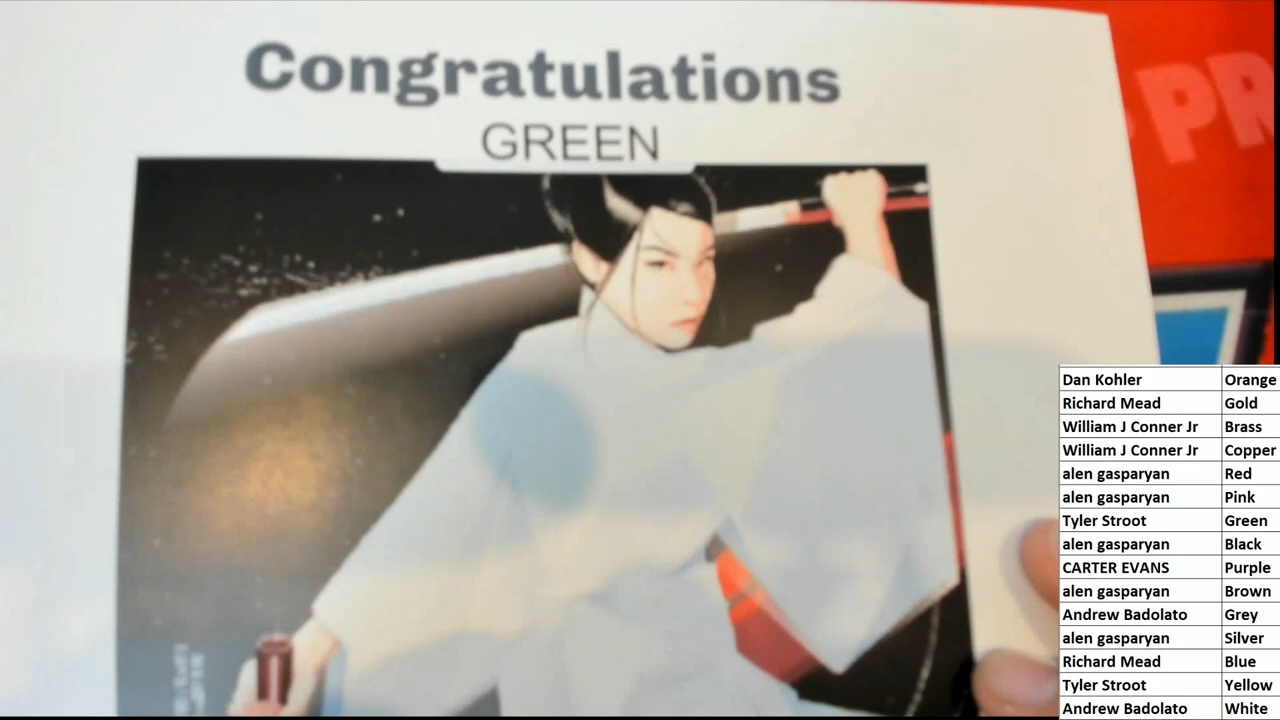 Congratulations
GREEN
PR
Dan Kohler Orange
Richard Mead Gold
William J Conner Jr Brass
William J Conner Jr Copper
alen gasparyan Red
alen gasparyan Pink
Tyler Stroot Green
alen gasparyan Black
CARTER EVANS Purple
alen gasparyan Brown
Andrew Badolato Grey
alen gasparyan Silver
Richard Mead Blue
Tyler Stroot Yellow
Andrew Badolato White